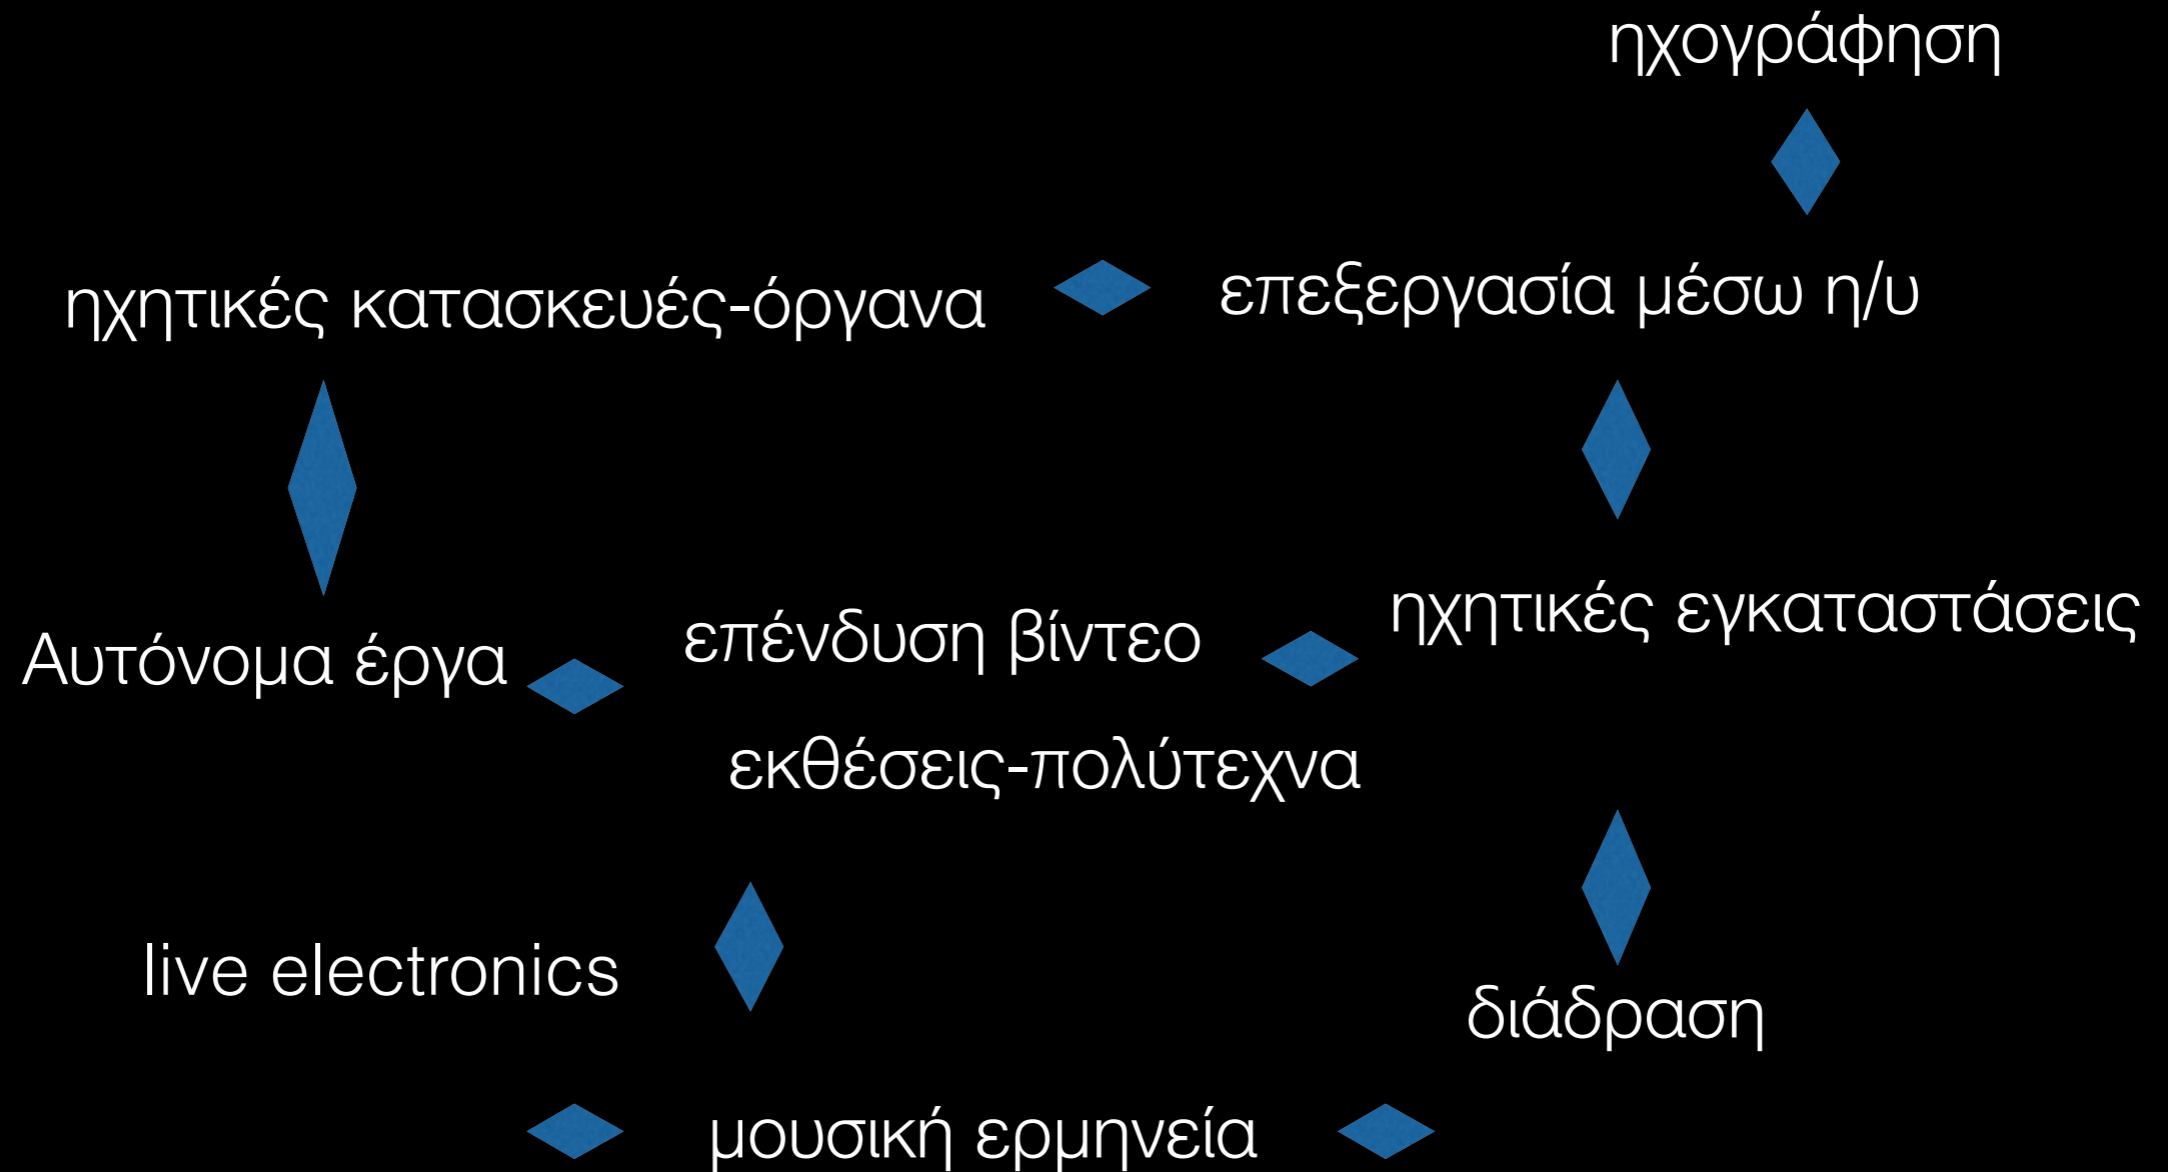 ηχογράφηση
ηχητικές κατασκευές-όργανα
επεξεργασία μέσω η/υ
Αυτόνομα έργα
επένδυση βίντεο
ηχητικές εγκαταστάσεις
εκθέσεις-πολύτεχνα
live electronics
διάδραση
μουσική ερμηνεία